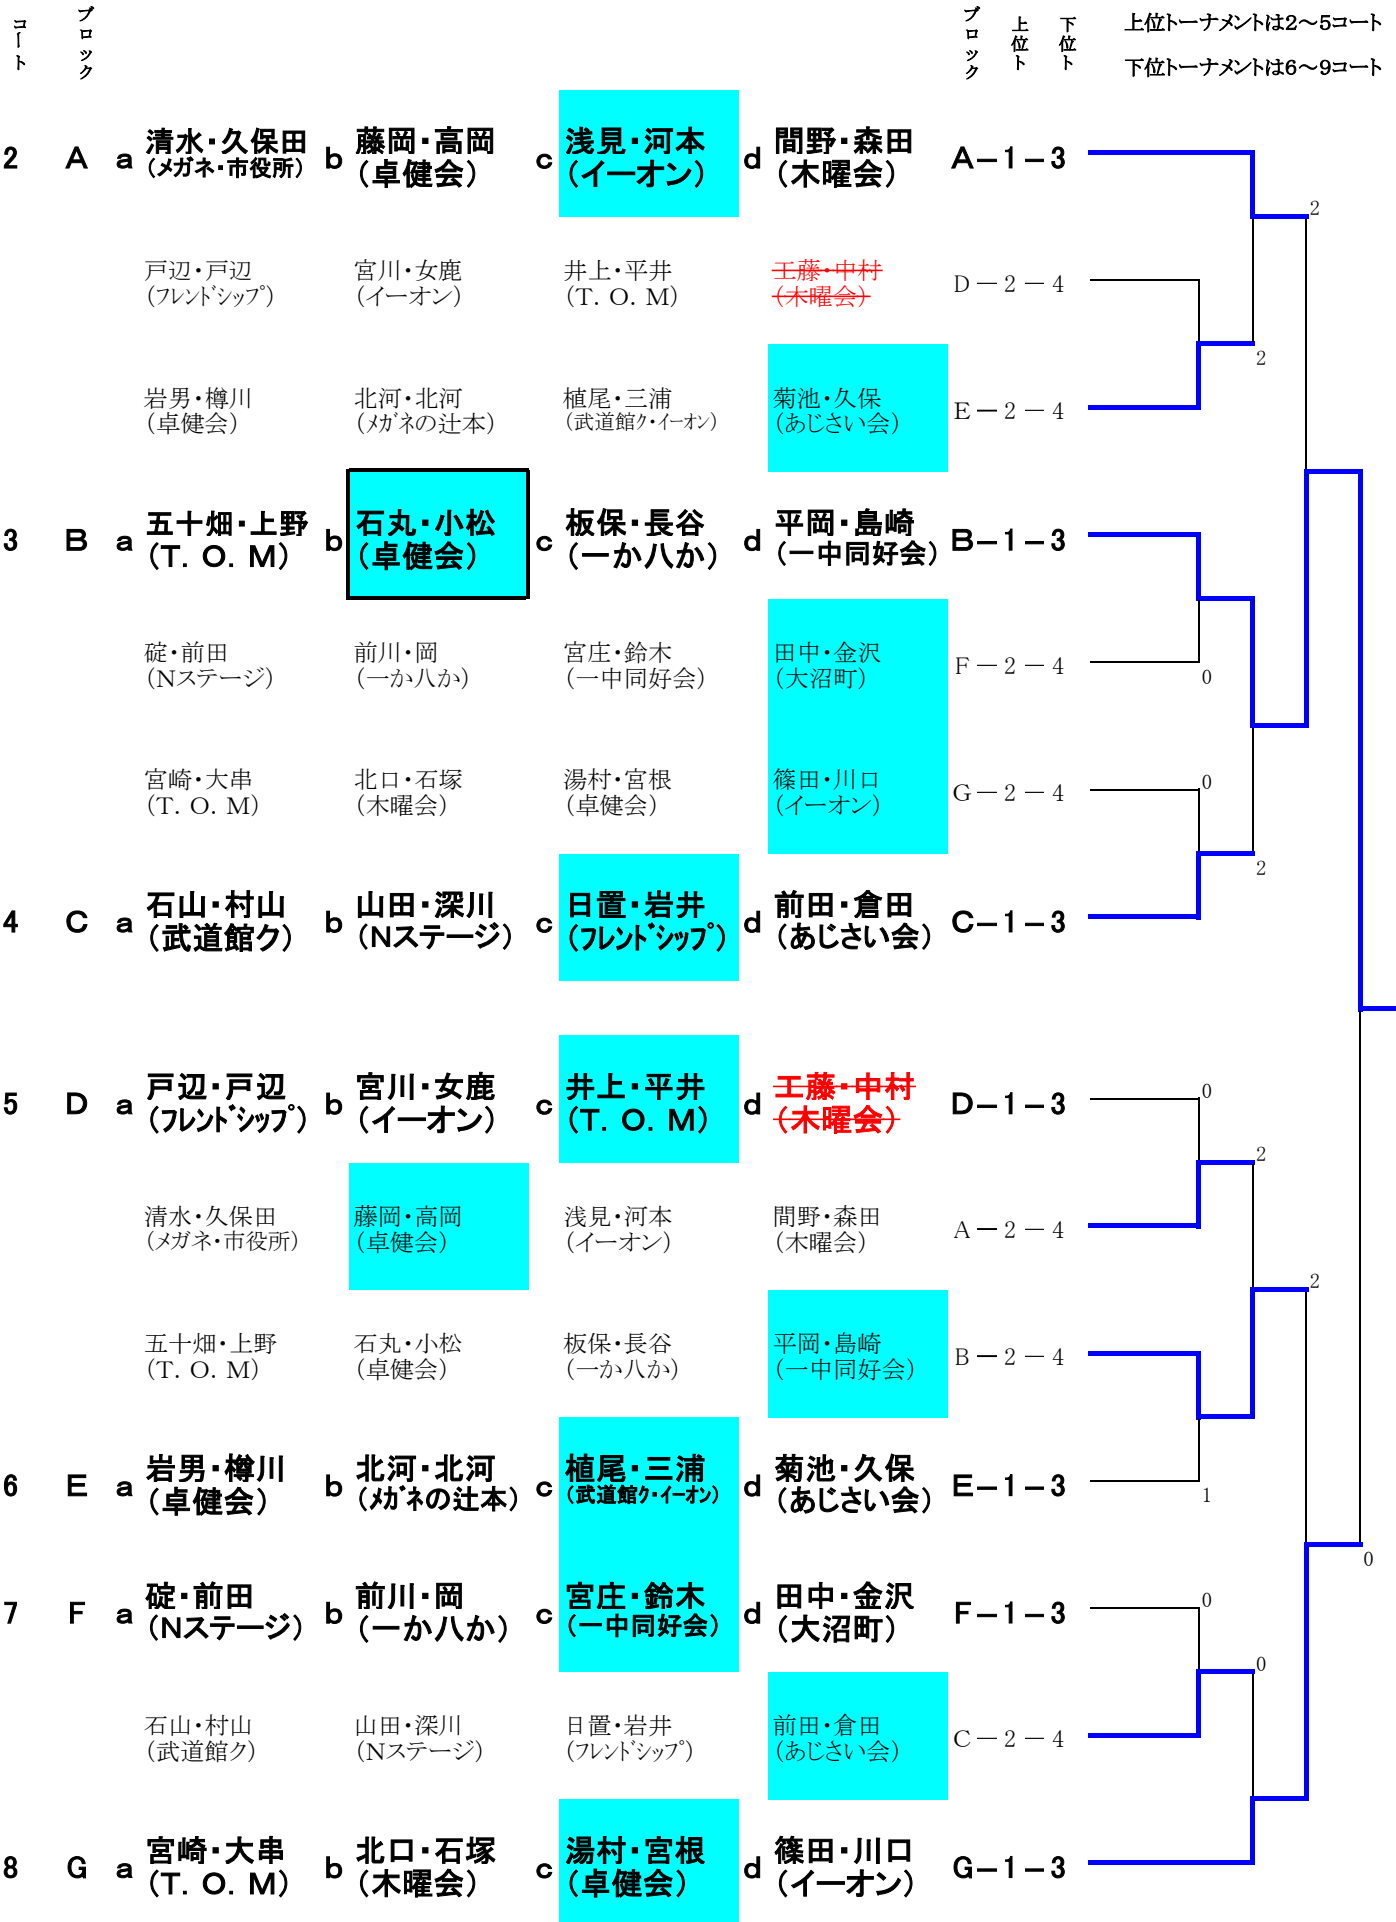 コート ブロック ブロック 上位ト 下位ト 上位トーナメントは2～5コート
下位トーナメントは6～9コート
2 A a 清水・久保田 b 藤岡・高岡 c 浅見・河本 d 間野・森田 A－1－3
（メガネ・市役所） （卓健会） （イーオン） （木曜会）
2
戸辺・戸辺 宮川・女鹿 井上・平井 工藤・中村 D－2－4
（フレンドシップ） （イーオン） （T．O．M） （木曜会）
2
岩男・樽川 北河・北河 植尾・三浦 菊池・久保 E－2－4
（卓健会） （メガネの辻本） （武道館ク・イーオン） （あじさい会）
3 B a 五十畑・上野 b 石丸・小松 c 板保・長谷 d 平岡・島崎 B－1－3
（T．O．M） （卓健会） （一か八か） （一中同好会）
碇・前田 前川・岡 宮庄・鈴木 田中・金沢 F－2－4
（Nステージ） （一か八か） （一中同好会） （大沼町）
0
宮崎・大串 北口・石塚 湯村・宮根 篠田・川口 G－2－4 0
（T．O．M） （木曜会） （卓健会） （イーオン）
2
4 C a 石山・村山 b 山田・深川 c 日置・岩井 d 前田・倉田 C－1－3
（武道館ク） （Nステージ） （フレンドシップ） （あじさい会）
5 D a 戸辺・戸辺 b 宮川・女鹿 c 井上・平井 d 工藤・中村 D－1－3 0
（フレンドシップ） （イーオン） （T．O．M） （木曜会）
2
清水・久保田 藤岡・高岡 浅見・河本 間野・森田 A－2－4
（メガネ・市役所） （卓健会） （イーオン） （木曜会）
2
五十畑・上野 石丸・小松 板保・長谷 平岡・島崎 B－2－4
（T．O．M） （卓健会） （一か八か） （一中同好会）
6 E a 岩男・樽川 b 北河・北河 c 植尾・三浦 d 菊池・久保 E－1－3
（卓健会） （メガネの辻本） （武道館ク・イーオン） （あじさい会）
1
0
7 F a 碇・前田 b 前川・岡 c 宮庄・鈴木 d 田中・金沢 F－1－3 0
（Nステージ） （一か八か） （一中同好会） （大沼町）
0
石山・村山 山田・深川 日置・岩井 前田・倉田 C－2－4
（武道館ク） （Nステージ） （フレンドシップ） （あじさい会）
8 G a 宮崎・大串 b 北口・石塚 c 湯村・宮根 d 篠田・川口 G－1－3
（T．O．M） （木曜会） （卓健会） （イーオン）